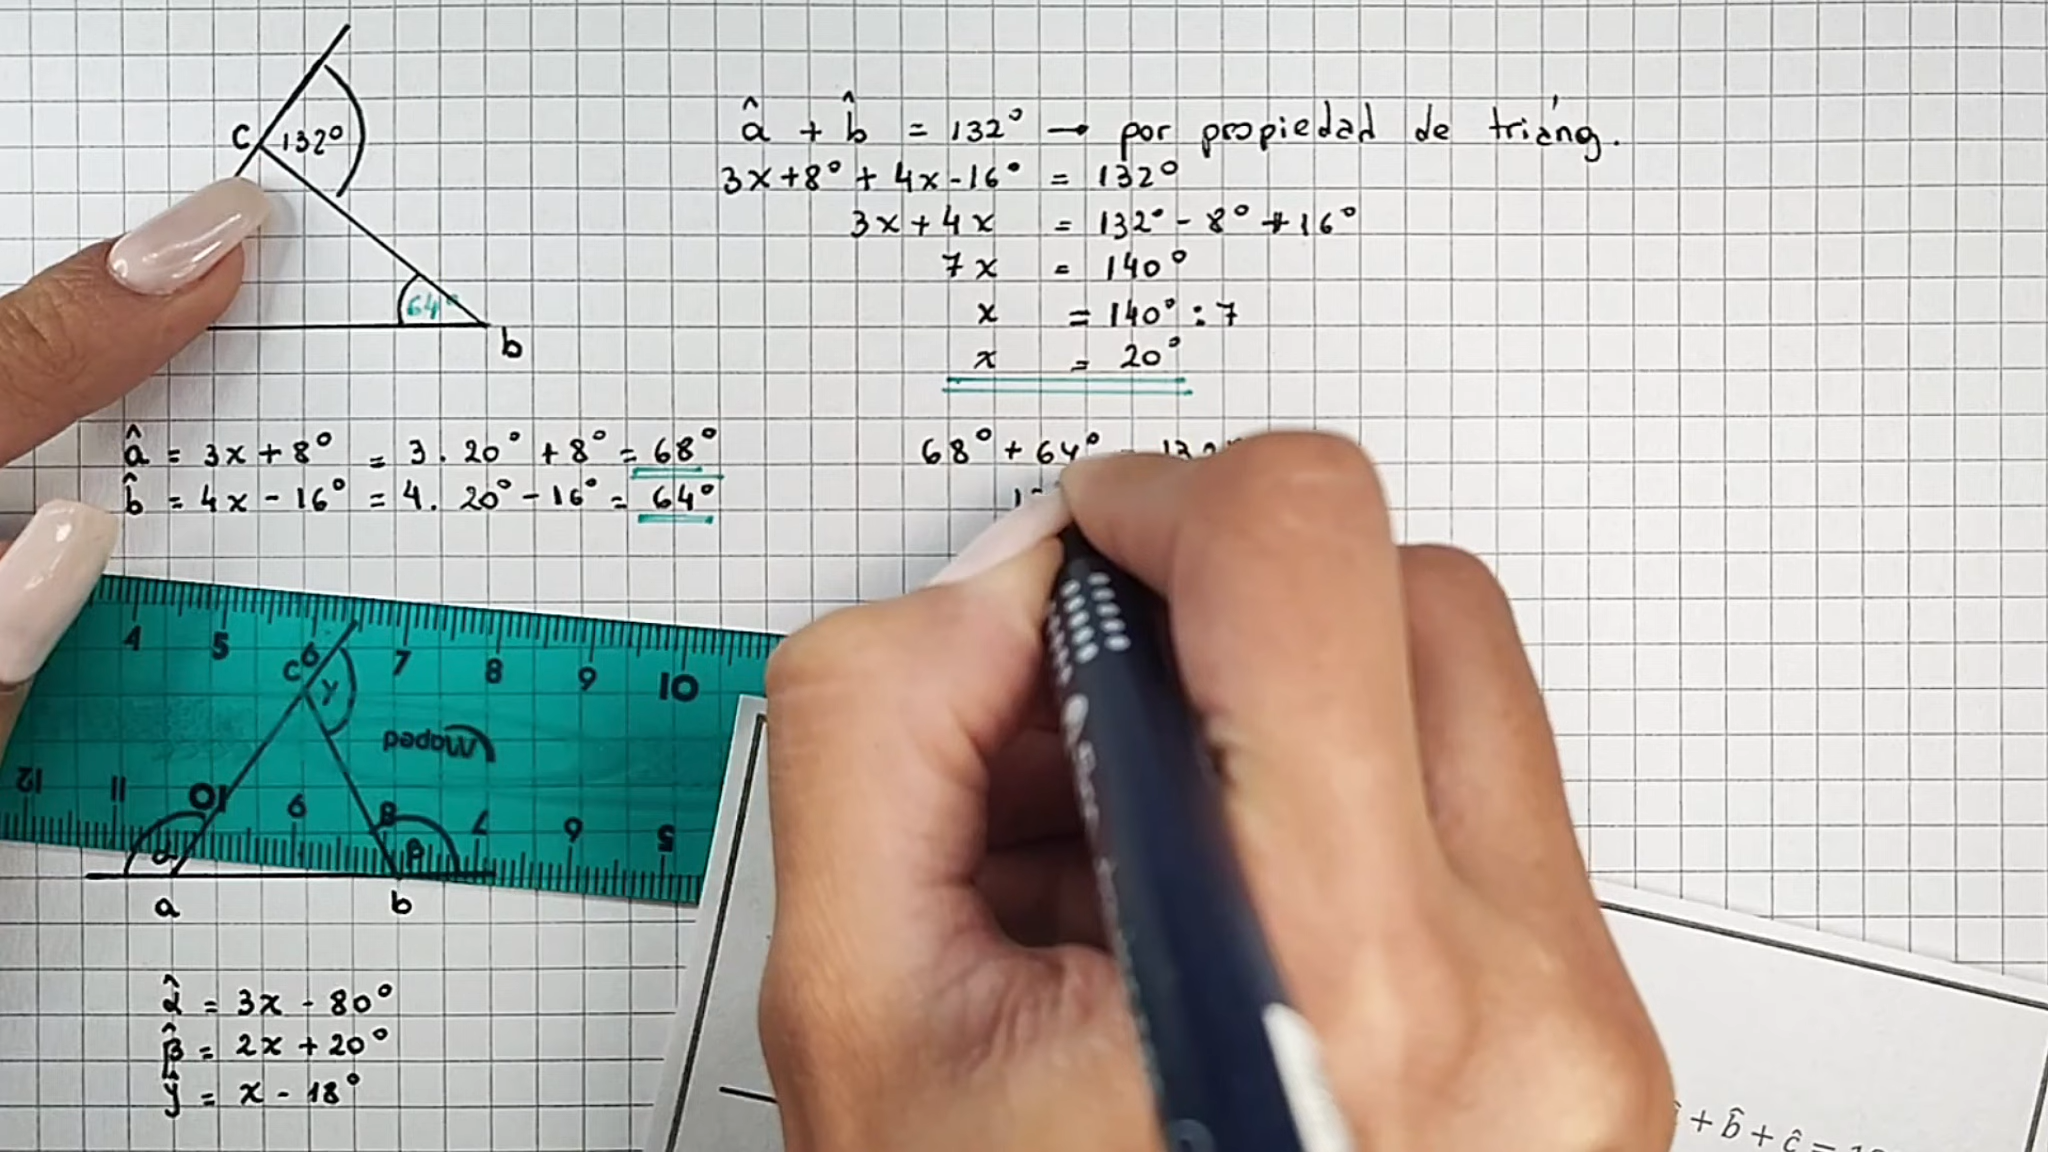 c 132°
64°
b
â + b̂ = 132° → por propiedad de triáng.
3x+8° + 4x-16° = 132°
3x + 4x = 132° - 8° + 16°
7x = 140°
x = 140° : 7
x = 20°
â = 3x + 8° = 3 . 20° + 8° = 68°
b̂ = 4x - 16° = 4 . 20° - 16° = 64°
68° + 64° =
4 5 6 7 8 9 10
c γ
Maped
12 11 10 9 8 7 6 5
α β
a b
α̂ = 3x - 80°
β̂ = 2x + 20°
γ̂ = x - 18°
+ b̂ + ĉ =